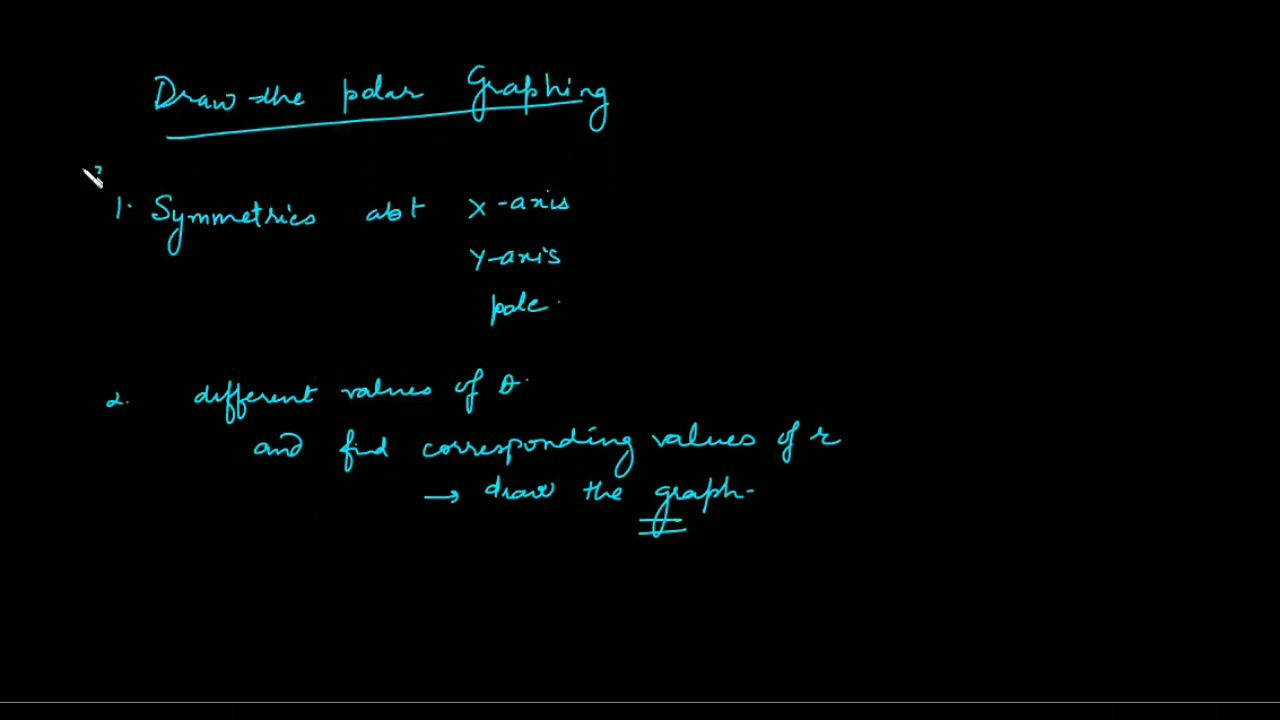 Draw the polar Graphing
1. Symmetries abt X-axis
Y-axis
pole.
2. different values of θ.
and find corresponding values of r
→ draw the graph-